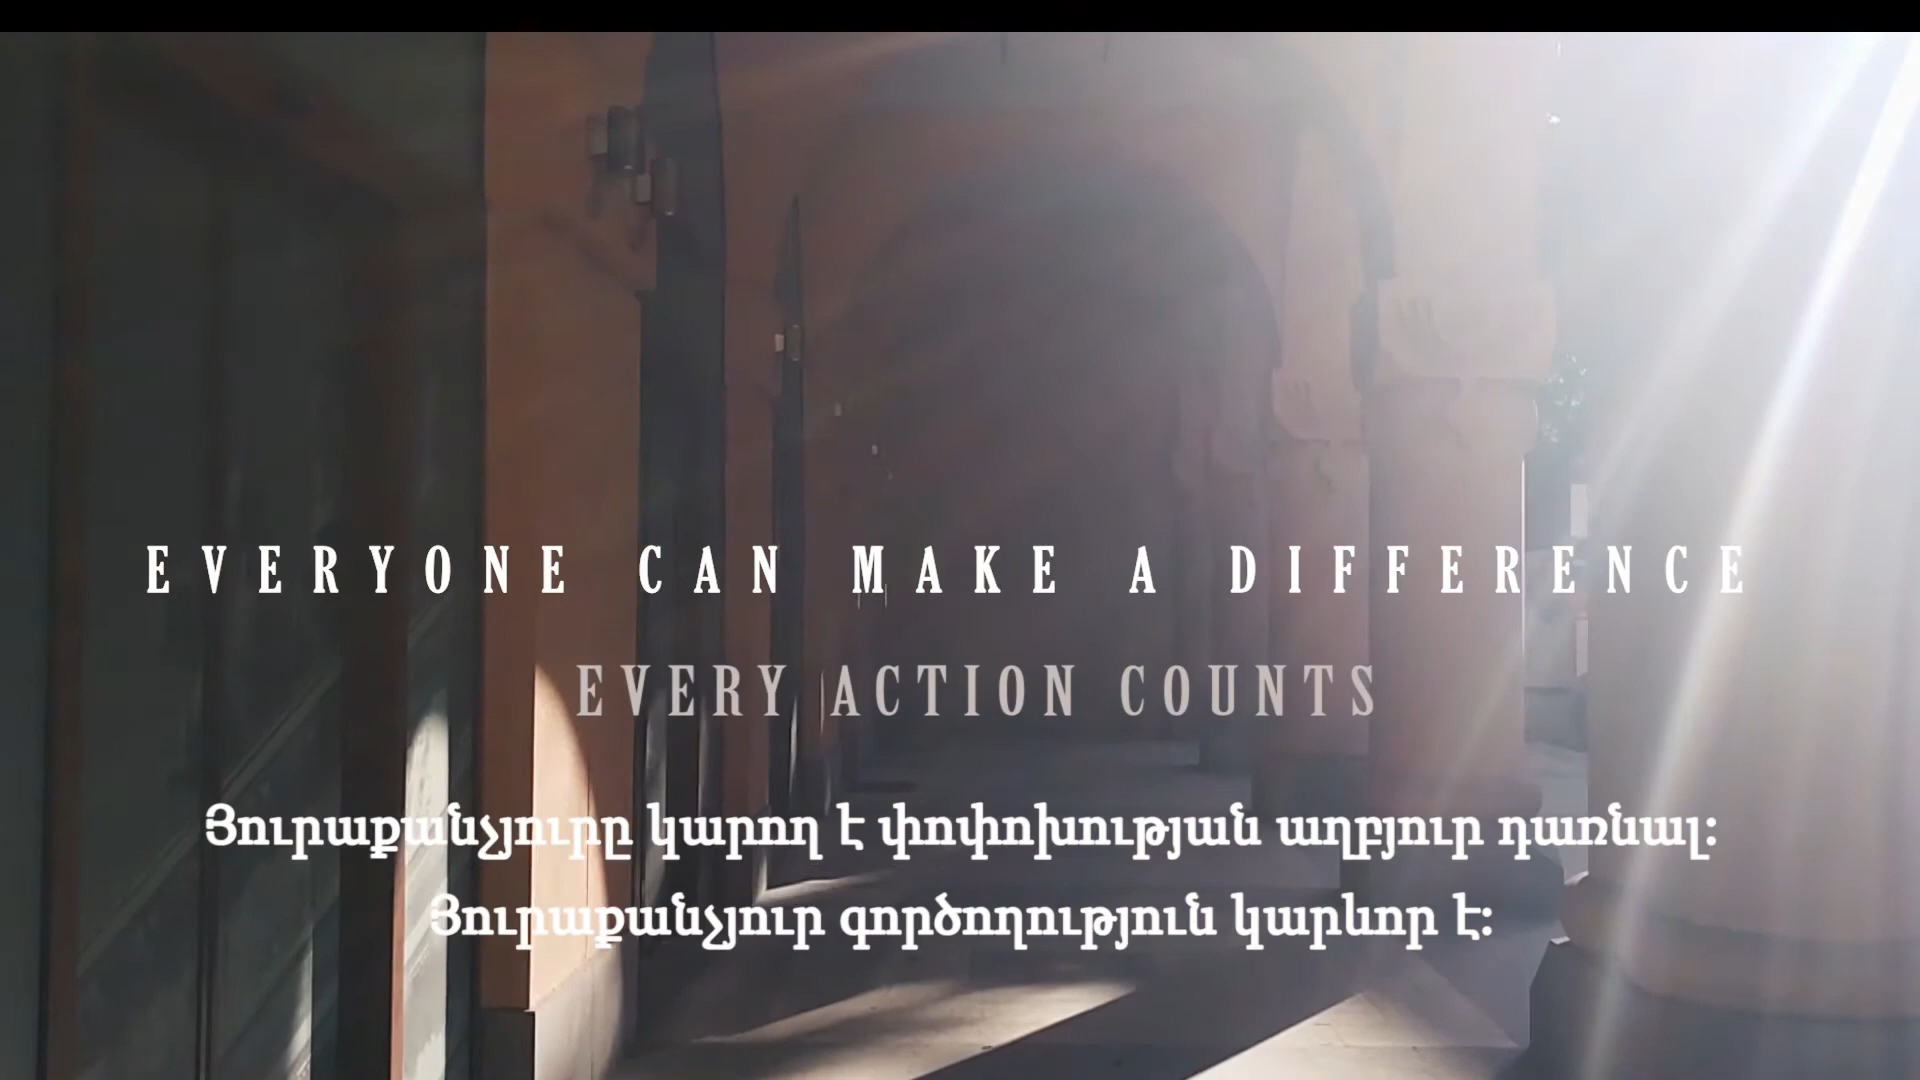 EVERYONE CAN MAKE A DIFFERENCE
EVERY ACTION COUNTS
Յուրաքանչյուրը կարող է փոփոխության աղբյուր դառնալ:
Յուրաքանչյուր գործողություն կարևոր է: